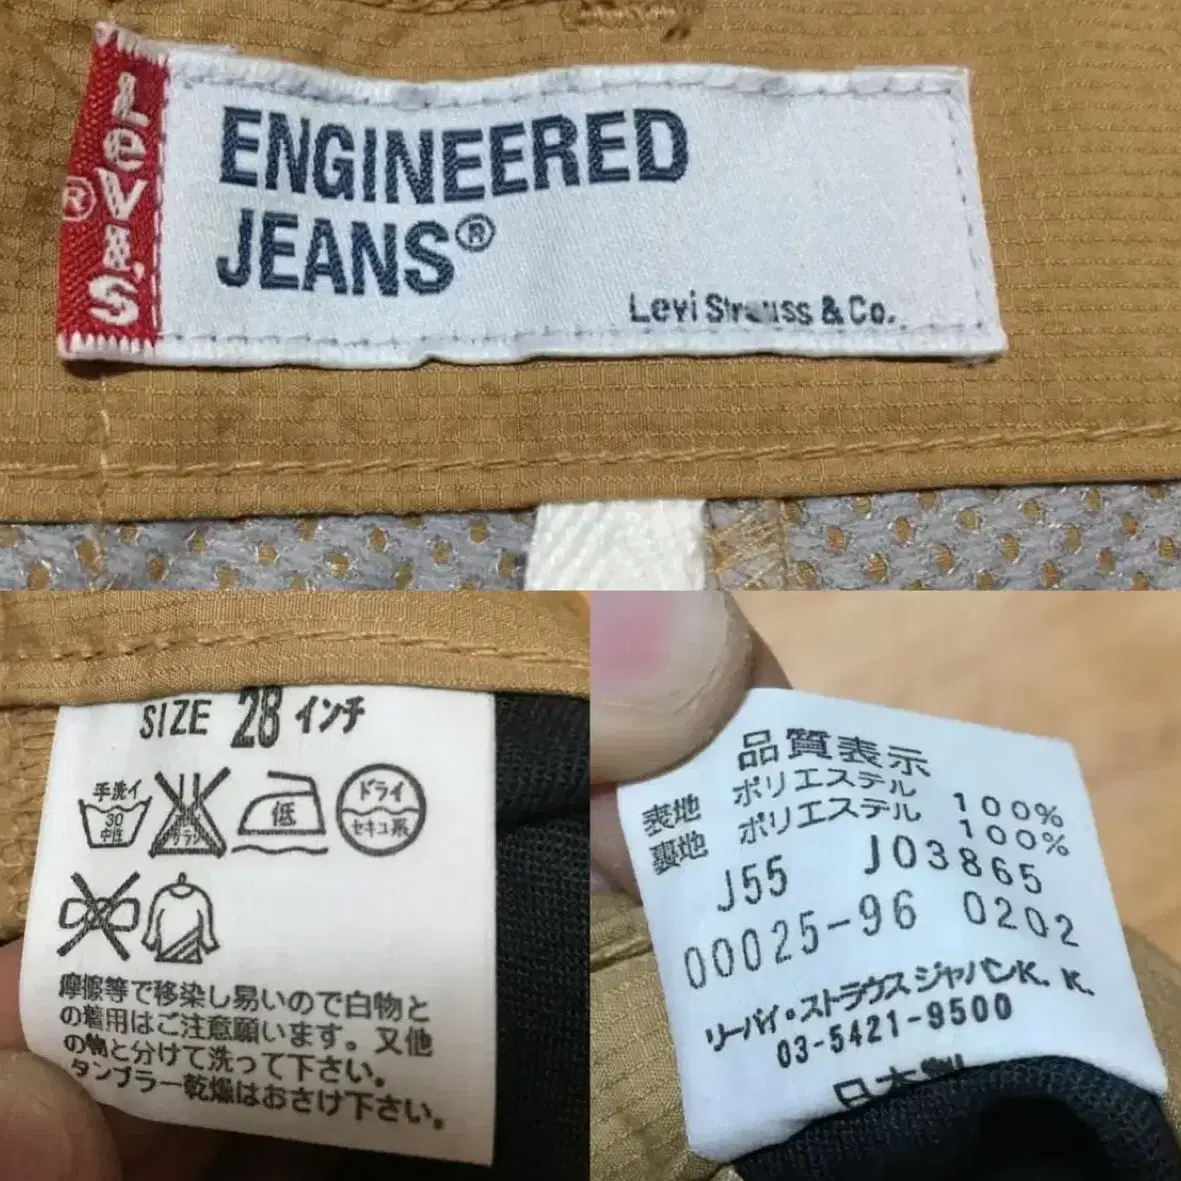 LEVI'S®
ENGINEERED
JEANS®
Levi Strauss & Co.
SIZE 28 インチ
手洗イ
30
中性
低
ドライ
セキユ系
摩擦等で移染し易いので白物と
の着用はご注意願います。又他
の物と分けて洗って下さい。
タンブラー乾燥はおさけ下さい。
品質表示
表地 ポリエステル 100%
裏地 ポリエステル 100%
J55 J03865
00025-96 0202
リーバイ・ストラウス ジャパンK.K.
03-5421-9500
日本製